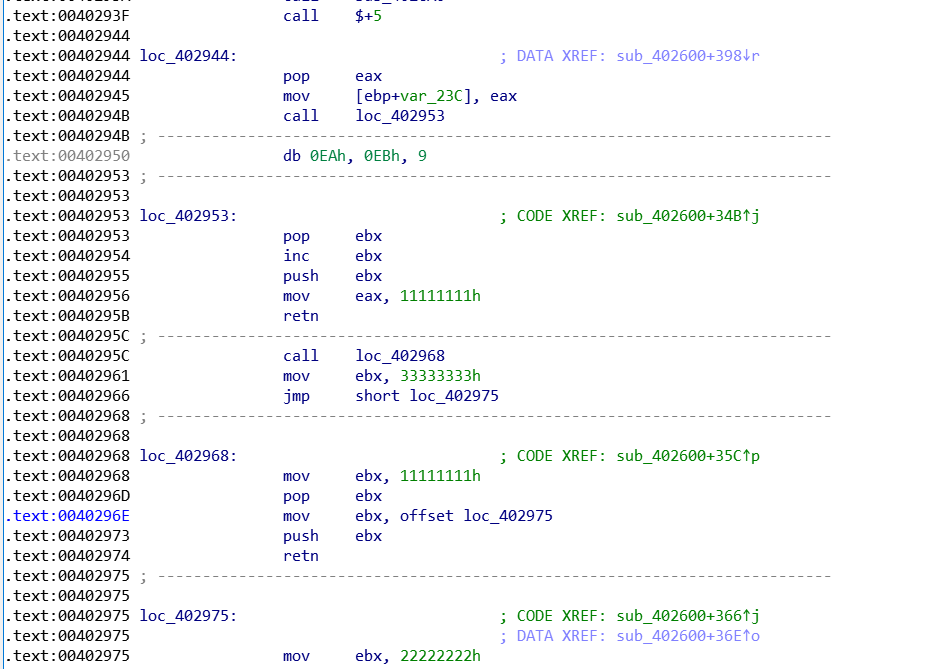 .text:0040293F call $+5
.text:00402944
.text:00402944 loc_402944: ; DATA XREF: sub_402600+398↓r
.text:00402944 pop eax
.text:00402945 mov [ebp+var_23C], eax
.text:0040294B call loc_402953
.text:0040294B ; ---------------------------------------------------------------------------
.text:00402950 db 0EAh, 0EBh, 9
.text:00402953 ; ---------------------------------------------------------------------------
.text:00402953
.text:00402953 loc_402953: ; CODE XREF: sub_402600+34B↑j
.text:00402953 pop ebx
.text:00402954 inc ebx
.text:00402955 push ebx
.text:00402956 mov eax, 11111111h
.text:0040295B retn
.text:0040295C ; ---------------------------------------------------------------------------
.text:0040295C call loc_402968
.text:00402961 mov ebx, 33333333h
.text:00402966 jmp short loc_402975
.text:00402968 ; ---------------------------------------------------------------------------
.text:00402968
.text:00402968 loc_402968: ; CODE XREF: sub_402600+35C↑p
.text:00402968 mov ebx, 11111111h
.text:0040296D pop ebx
.text:0040296E mov ebx, offset loc_402975
.text:00402973 push ebx
.text:00402974 retn
.text:00402975 ; ---------------------------------------------------------------------------
.text:00402975
.text:00402975 loc_402975: ; CODE XREF: sub_402600+366↑j
.text:00402975 ; DATA XREF: sub_402600+36E↑o
.text:00402975 mov ebx, 22222222h